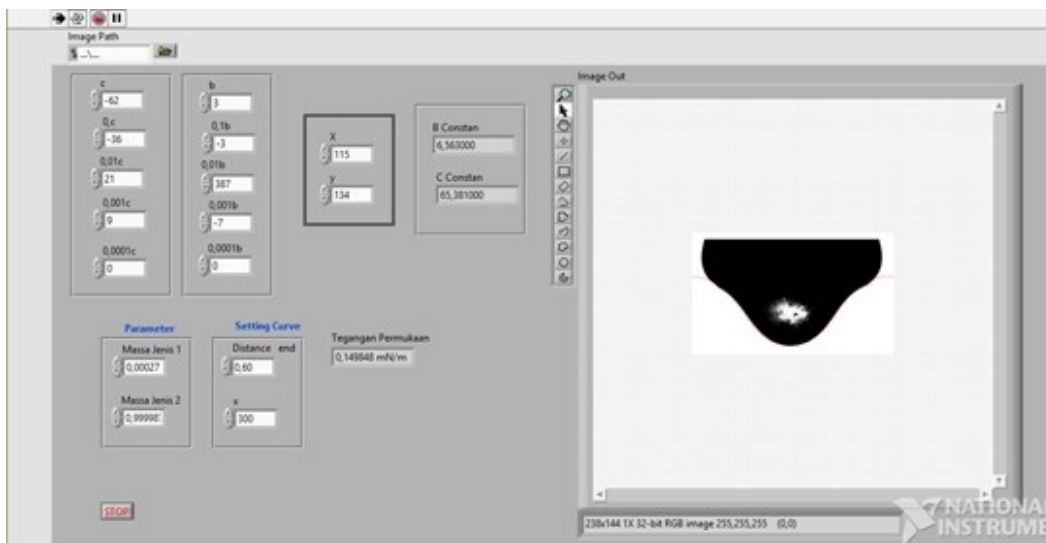 Image Path
c
-62
0,c
-36
0,01c
21
0,001c
9
0,0001c
0
b
3
0,1b
-3
0,01b
387
0,001b
-7
0,0001b
0
X
115
y
134
B Constan
6,563000
C Constan
65,381000
Parameter
Massa Jenis 1
0,00027
Massa Jenis 2
Setting Curve
Distance end
0,60
x
300
Tegangan Permukaan
0,149848 mN/m
STOP
Image Out
238x144 1X 32-bit RGB image 255,255,255 (0,0)
NATIONAL
INSTRUME